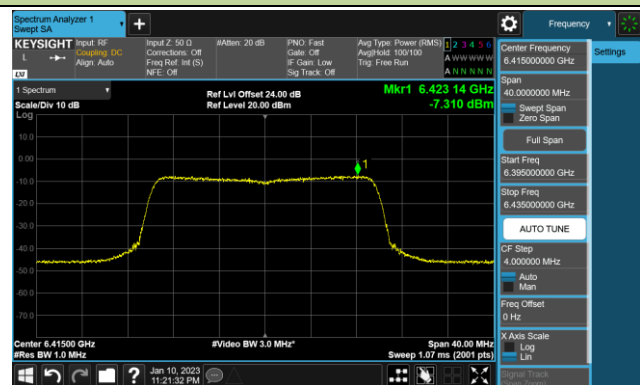 Spectrum Analyzer 1
Swept SA
Frequency
KEYSIGHT
Input: RF
Coupling: DC
Align: Auto
Input Z: 50 Ω
Corrections: Off
Freq Ref: Int (S)
NFE: Off
#Atten: 20 dB
PNO: Fast
Gate: Off
IF Gain: Low
Sig Track: Off
Avg Type: Power (RMS)
Avg|Hold: 100/100
Trig: Free Run
1 2 3 4 5 6
A W W W W W
A N N N N N
L
LXI
1 Spectrum
Scale/Div 10 dB
Log
Ref Lvl Offset 24.00 dB
Ref Level 20.00 dBm
Mkr1 6.423 14 GHz
-7.310 dBm
1
10.0
0.00
-10.0
-20.0
-30.0
-40.0
-50.0
-60.0
-70.0
Center 6.41500 GHz
#Res BW 1.0 MHz
#Video BW 3.0 MHz*
Span 40.00 MHz
Sweep 1.07 ms (2001 pts)
Jan 10, 2023
11:21:32 PM
Center Frequency
6.415000000 GHz
Span
40.0000000 MHz
Swept Span
Zero Span
Full Span
Start Freq
6.395000000 GHz
Stop Freq
6.435000000 GHz
AUTO TUNE
CF Step
4.000000 MHz
Auto
Man
Freq Offset
0 Hz
X Axis Scale
Log
Lin
Signal Track
Settings